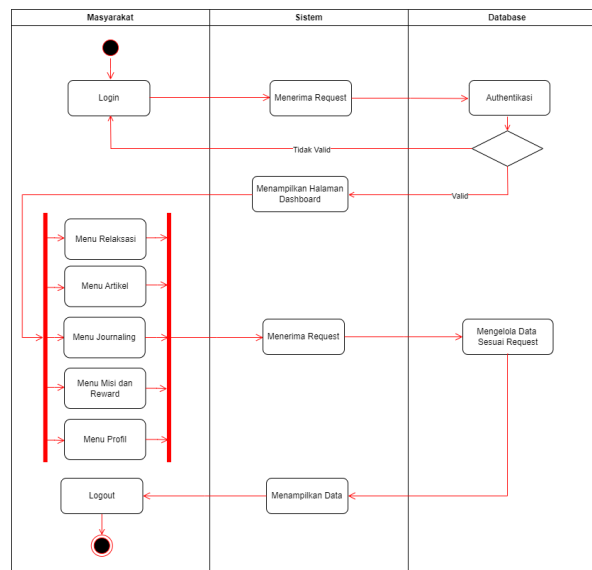 Masyarakat
Sistem
Database
Login
Menerima Request
Authentikasi
Tidak Valid
Menampilkan Halaman
Dashboard
Valid
Menu Relaksasi
Menu Artikel
Menu Journaling
Menerima Request
Mengelola Data
Sesuai Request
Menu Misi dan
Reward
Menu Profil
Logout
Menampilkan Data